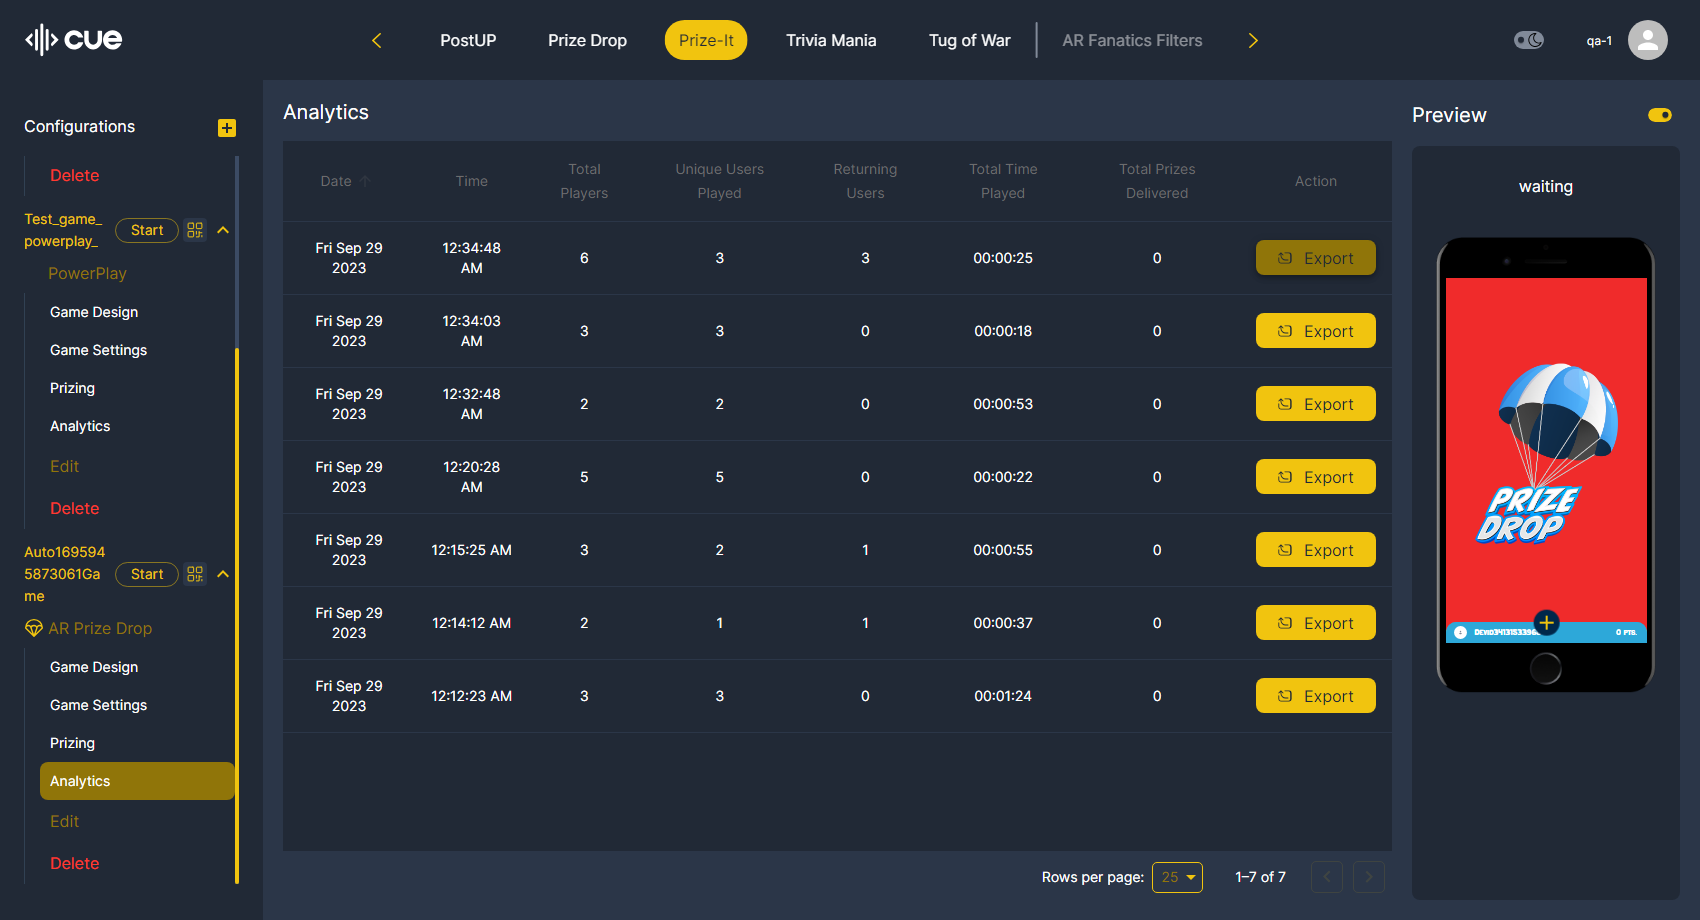 cue
PostUP
Prize Drop
Prize-It
Trivia Mania
Tug of War
AR Fanatics Filters
qa-1
Configurations
Delete
Test_game_
powerplay_
Start
PowerPlay
Game Design
Game Settings
Prizing
Analytics
Edit
Delete
Auto169594
5873061Ga
me
Start
AR Prize Drop
Game Design
Game Settings
Prizing
Analytics
Edit
Delete
Analytics
Date Time Total Players Unique Users Played Returning Users Total Time Played Total Prizes Delivered Action
Fri Sep 29 2023 12:34:48 AM 6 3 3 00:00:25 0 Export
Fri Sep 29 2023 12:34:03 AM 3 3 0 00:00:18 0 Export
Fri Sep 29 2023 12:32:48 AM 2 2 0 00:00:53 0 Export
Fri Sep 29 2023 12:20:28 AM 5 5 0 00:00:22 0 Export
Fri Sep 29 2023 12:15:25 AM 3 2 1 00:00:55 0 Export
Fri Sep 29 2023 12:14:12 AM 2 1 1 00:00:37 0 Export
Fri Sep 29 2023 12:12:23 AM 3 3 0 00:01:24 0 Export
Rows per page: 25 1–7 of 7
Preview
waiting
PRIZE
DROP
0 PTS.